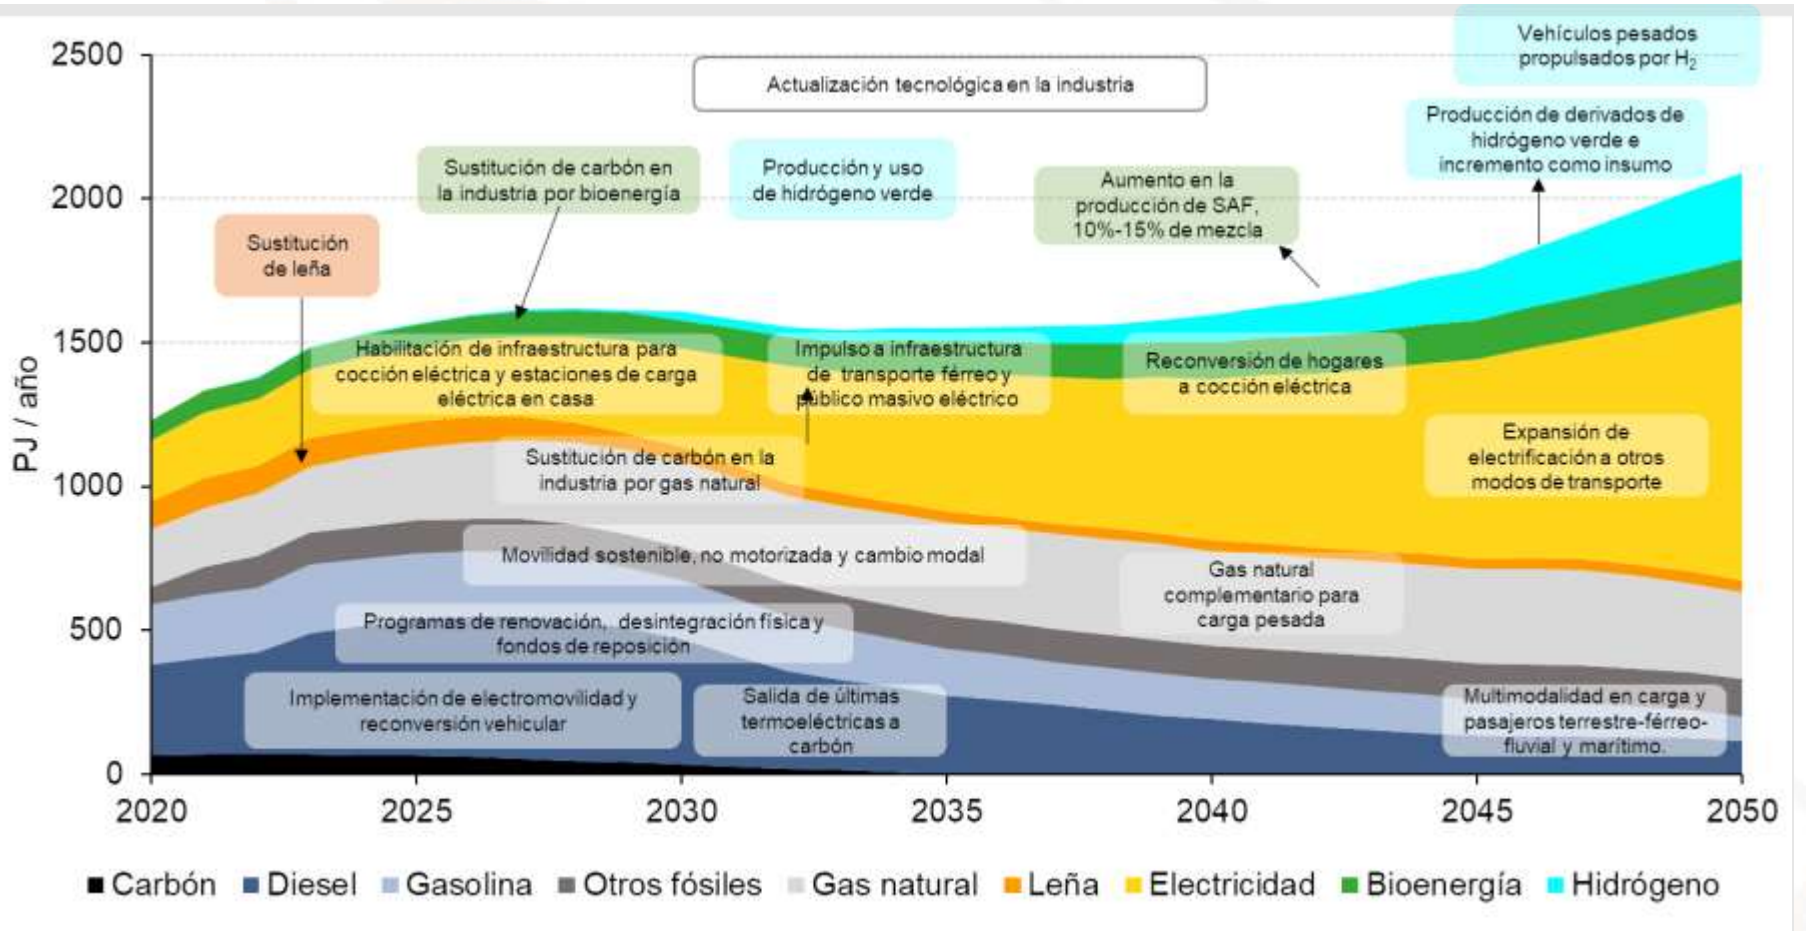 Vehículos pesados
propulsados por H₂
2500
Actualización tecnológica en la industria
Producción de derivados de
hidrógeno verde e
incremento como insumo
Sustitución de carbón en
la industria por bioenergía
Producción y uso
de hidrógeno verde
Aumento en la
producción de SAF,
10%-15% de mezcla
2000
Sustitución
de leña
1500
Habilitación de infraestructura para
cocción eléctrica y estaciones de carga
eléctrica en casa
Impulso a infraestructura
de transporte férreo y
público masivo eléctrico
Reconversión de hogares
a cocción eléctrica
PJ / año
Expansión de
electrificación a otros
modos de transporte
Sustitución de carbón en la
industria por gas natural
1000
Movilidad sostenible, no motorizada y cambio modal
Gas natural
complementario para
carga pesada
500
Programas de renovación, desintegración física y
fondos de reposición
Implementación de electromovilidad y
reconversión vehicular
Salida de últimas
termoeléctricas a
carbón
Multimodalidad en carga y
pasajeros terrestre-férreo-
fluvial y marítimo.
0
2020 2025 2030 2035 2040 2045 2050
Carbón Diesel Gasolina Otros fósiles Gas natural Leña Electricidad Bioenergía Hidrógeno